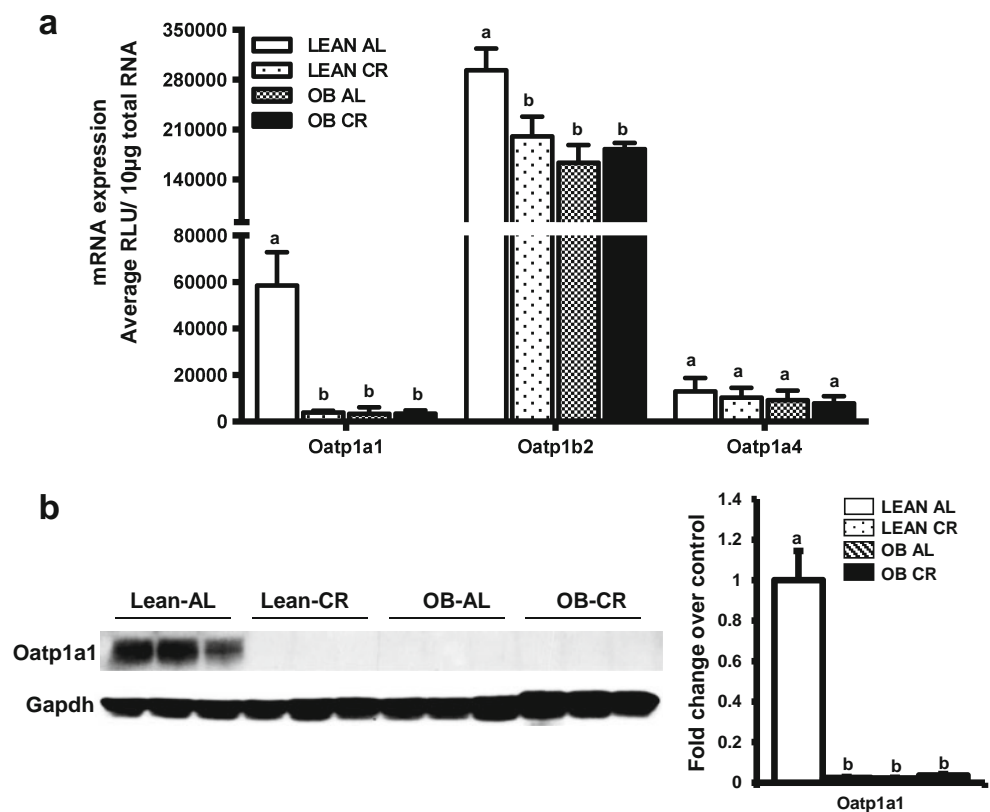 a
mRNA expression
Average RLU/ 10µg total RNA
350000
280000
210000
140000
80000
60000
40000
20000
0
LEAN AL
LEAN CR
OB AL
OB CR
a
b
b
b
a
b
b
b
a
a
a
a
Oatp1a1
Oatp1b2
Oatp1a4
b
Lean-AL
Lean-CR
OB-AL
OB-CR
Oatp1a1
Gapdh
Fold change over control
1.4
1.2
1
0.8
0.6
0.4
0.2
0
LEAN AL
LEAN CR
OB AL
OB CR
a
b
b
b
Oatp1a1